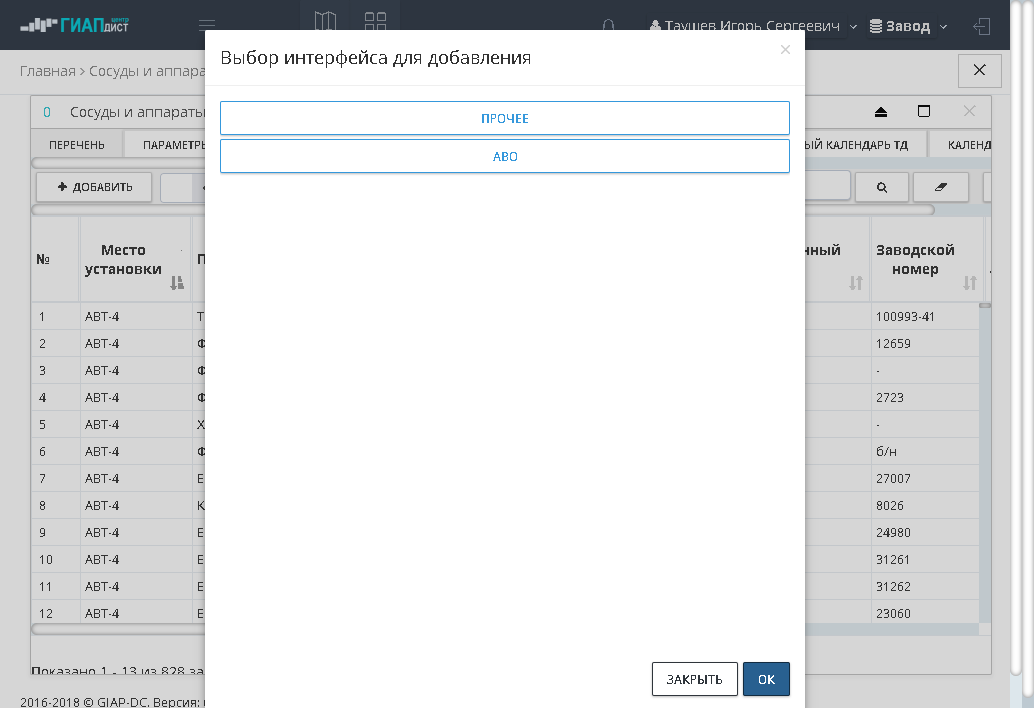 ГИАП ЦЕНТР ДИСТ
Таушев Игорь Сергеевич Завод
Выбор интерфейса для добавления ×
Главная > Сосуды и аппара
0 Сосуды и аппараты
ПРОЧЕЕ
ПЕРЕЧЕНЬ ПАРАМЕТРЫ ЫЙ КАЛЕНДАРЬ ТД КАЛЕНД
АВО
+ ДОБАВИТЬ
№ Место установки П нный Заводской номер
1 АВТ-4 Т 100993-41
2 АВТ-4 Ф 12659
3 АВТ-4 Ф -
4 АВТ-4 Ф 2723
5 АВТ-4 Х -
6 АВТ-4 Ф б/н
7 АВТ-4 Е 27007
8 АВТ-4 К 8026
9 АВТ-4 Е 24980
10 АВТ-4 Е 31261
11 АВТ-4 Е 31262
12 АВТ-4 Е 23060
Показано 1 - 13 из 828 за
ЗАКРЫТЬ ОК
2016-2018 © GIAP-DC. Версия: